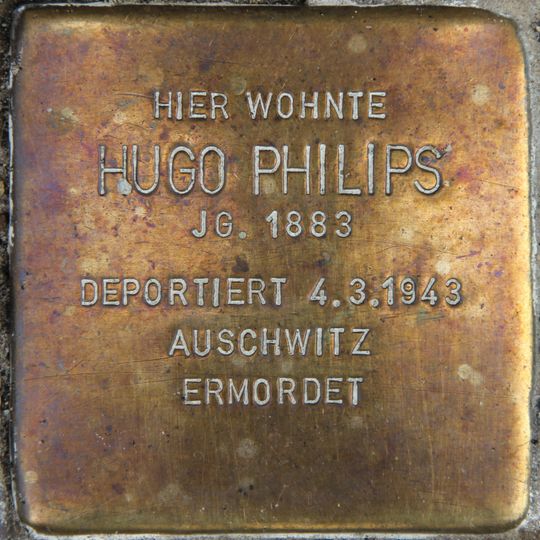 HIER WOHNTE
HUGO PHILIPS
JG. 1883
DEPORTIERT 4.3.1943
AUSCHWITZ
ERMORDET